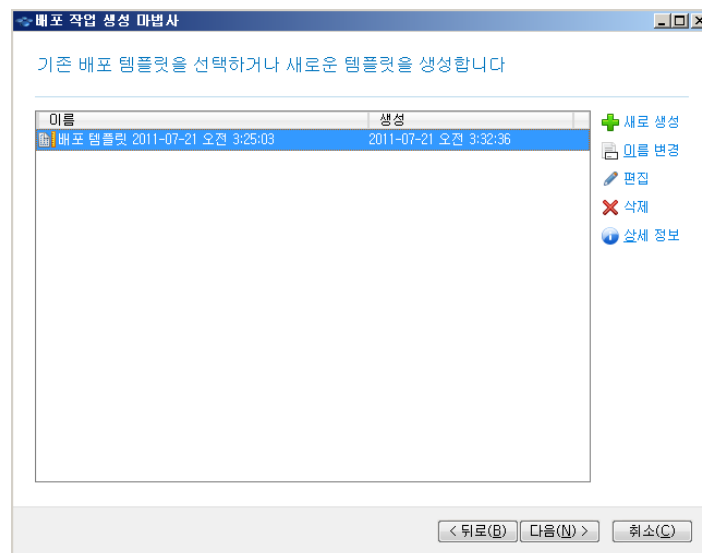 배포 작업 생성 마법사
기존 배포 템플릿을 선택하거나 새로운 템플릿을 생성합니다
이름 생성
배포 템플릿 2011-07-21 오전 3:25:03 2011-07-21 오전 3:32:36
새로 생성
이름 변경
편집
삭제
상세 정보
< 뒤로(B) 다음(N) > 취소(C)